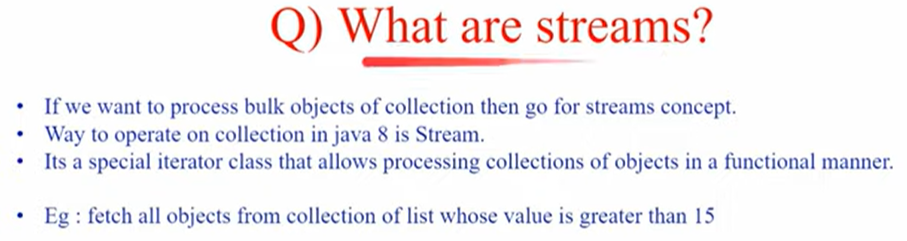 Q) What are streams?
• If we want to process bulk objects of collection then go for streams concept.
• Way to operate on collection in java 8 is Stream.
• Its a special iterator class that allows processing collections of objects in a functional manner.
• Eg : fetch all objects from collection of list whose value is greater than 15